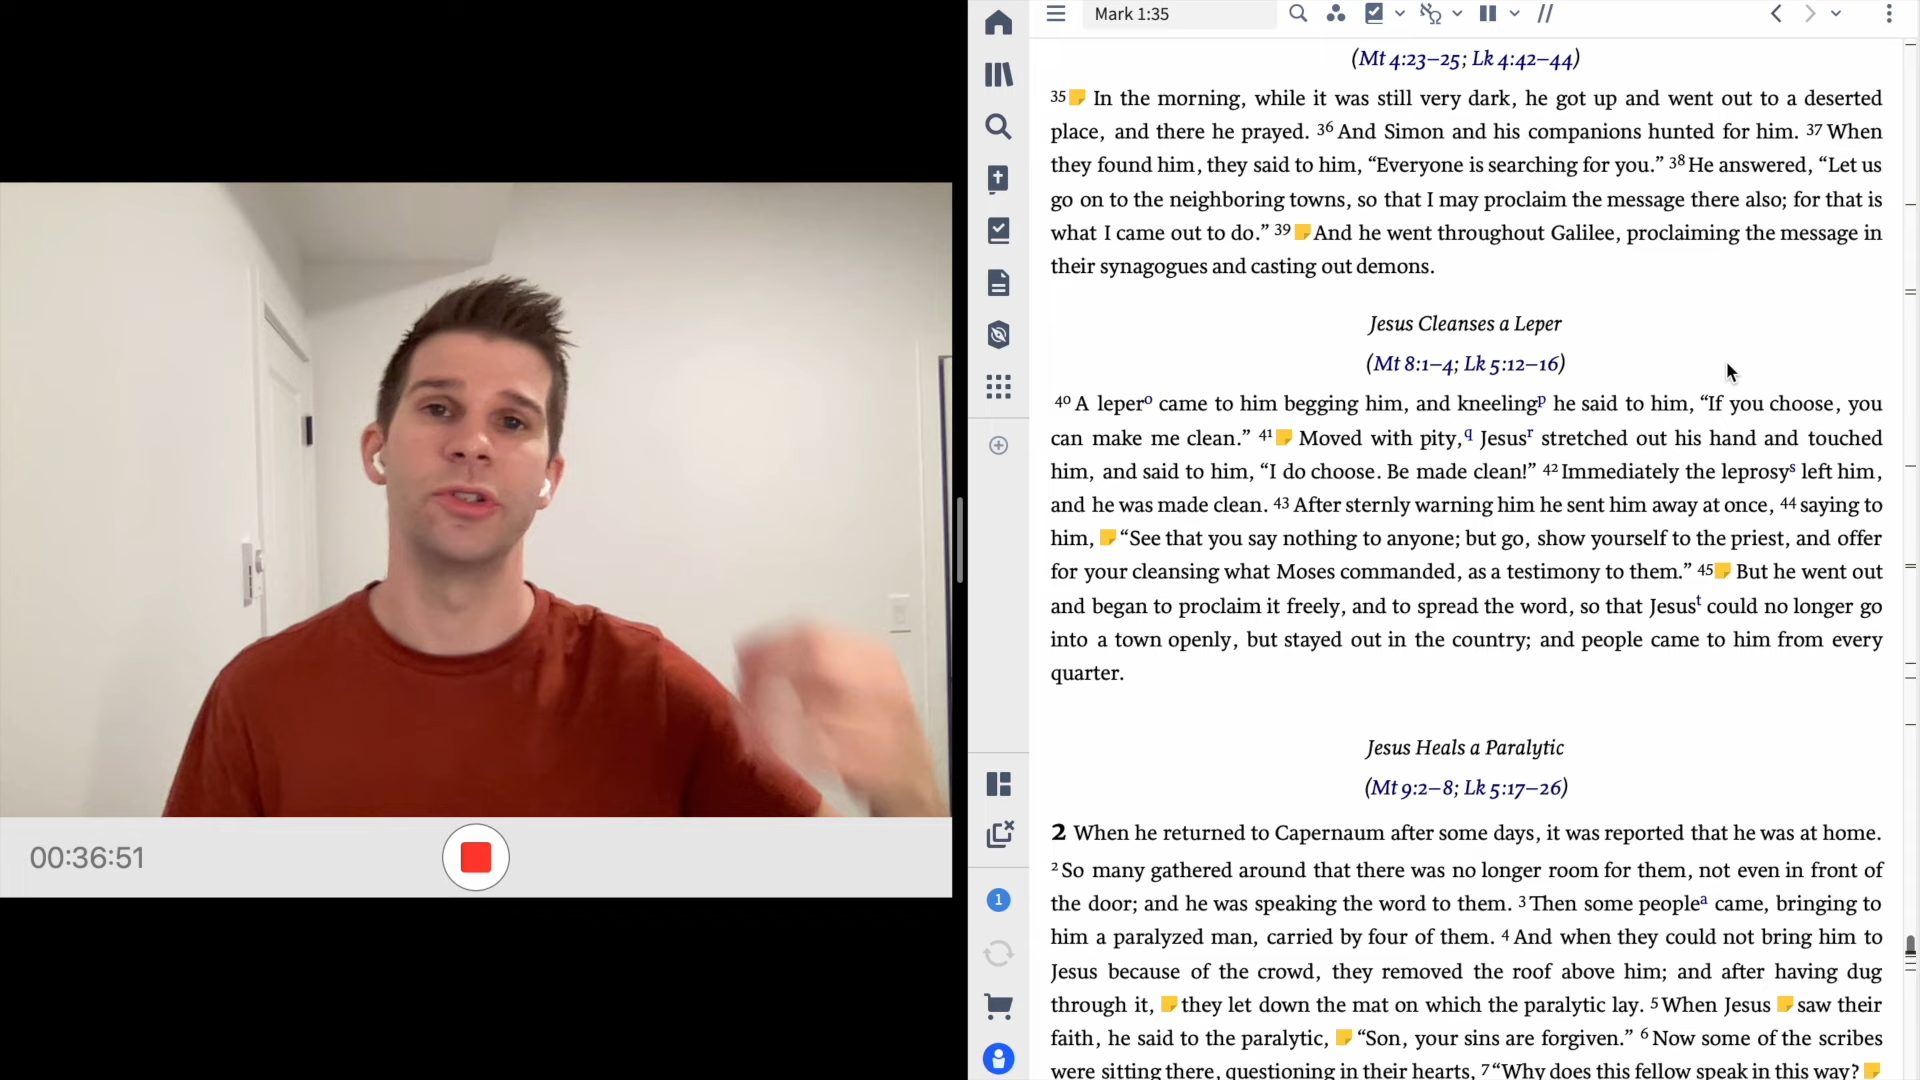 Mark 1:35
(Mt 4:23–25; Lk 4:42–44)
35 In the morning, while it was still very dark, he got up and went out to a deserted
place, and there he prayed. 36 And Simon and his companions hunted for him. 37 When
they found him, they said to him, “Everyone is searching for you.” 38 He answered, “Let us
go on to the neighboring towns, so that I may proclaim the message there also; for that is
what I came out to do.” 39 And he went throughout Galilee, proclaiming the message in
their synagogues and casting out demons.
Jesus Cleanses a Leper
(Mt 8:1–4; Lk 5:12–16)
40 A leper o came to him begging him, and kneeling p he said to him, “If you choose, you
can make me clean.” 41 Moved with pity, q Jesus r stretched out his hand and touched
him, and said to him, “I do choose. Be made clean!” 42 Immediately the leprosy s left him,
and he was made clean. 43 After sternly warning him he sent him away at once, 44 saying to
him, “See that you say nothing to anyone; but go, show yourself to the priest, and offer
for your cleansing what Moses commanded, as a testimony to them.” 45 But he went out
and began to proclaim it freely, and to spread the word, so that Jesus t could no longer go
into a town openly, but stayed out in the country; and people came to him from every
quarter.
Jesus Heals a Paralytic
(Mt 9:2–8; Lk 5:17–26)
2 When he returned to Capernaum after some days, it was reported that he was at home.
2 So many gathered around that there was no longer room for them, not even in front of
the door; and he was speaking the word to them. 3 Then some people a came, bringing to
him a paralyzed man, carried by four of them. 4 And when they could not bring him to
Jesus because of the crowd, they removed the roof above him; and after having dug
through it, they let down the mat on which the paralytic lay. 5 When Jesus saw their
faith, he said to the paralytic, “Son, your sins are forgiven.” 6 Now some of the scribes
were sitting there, questioning in their hearts, 7 “Why does this fellow speak in this way?
00:36:51
1